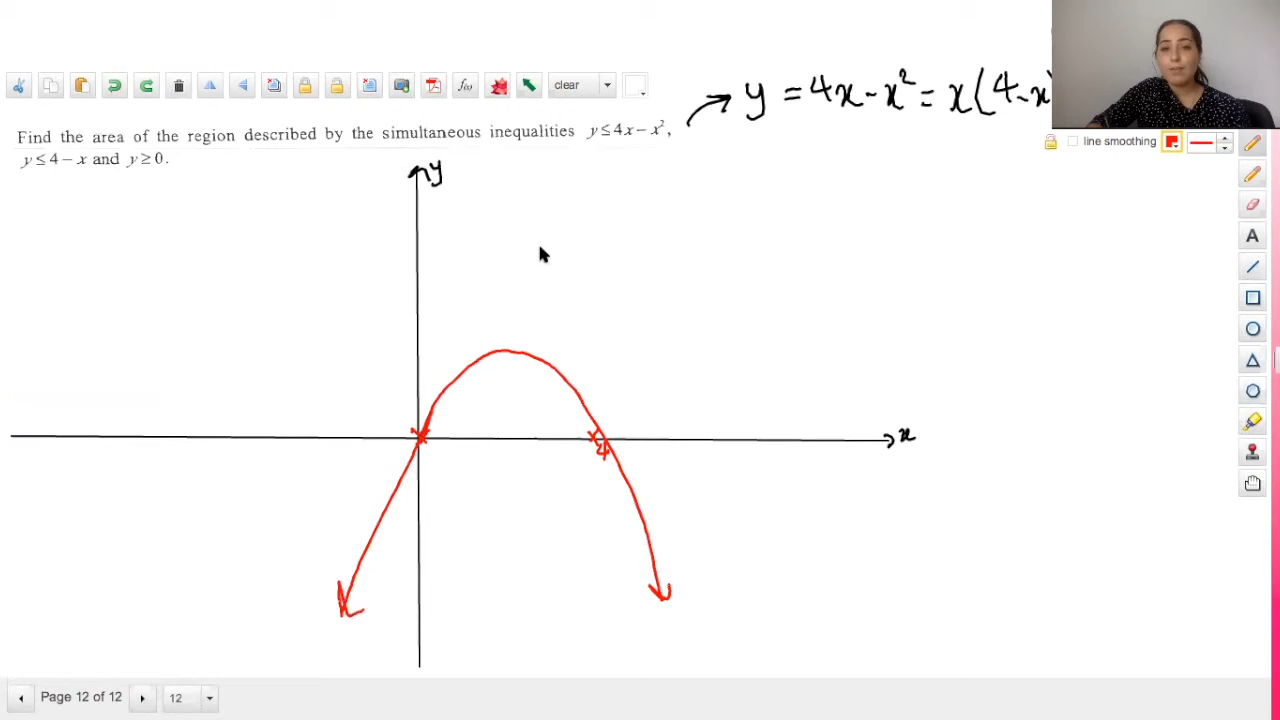 clear
y = 4x - x² = x(4-x)
Find the area of the region described by the simultaneous inequalities y ≤ 4x − x²,
y ≤ 4 − x and y ≥ 0.
line smoothing
y
x
4
Page 12 of 12
12
f(x)
A